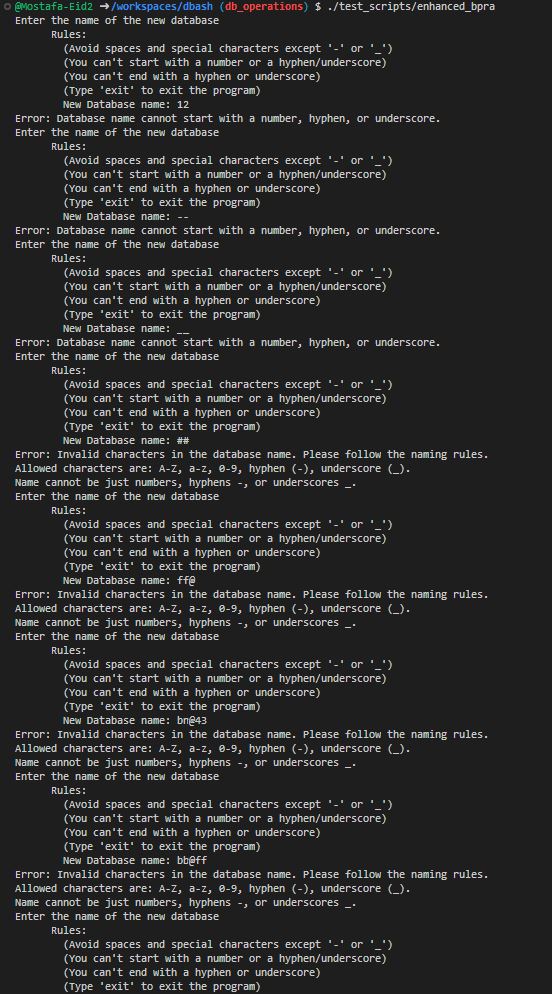 @Mostafa-Eid2 ➜/workspaces/dbash (db_operations) $ ./test_scripts/enhanced_bpra
Enter the name of the new database
Rules:
(Avoid spaces and special characters except '-' or '_')
(You can't start with a number or a hyphen/underscore)
(You can't end with a hyphen or underscore)
(Type 'exit' to exit the program)
New Database name: 12
Error: Database name cannot start with a number, hyphen, or underscore.
Enter the name of the new database
Rules:
(Avoid spaces and special characters except '-' or '_')
(You can't start with a number or a hyphen/underscore)
(You can't end with a hyphen or underscore)
(Type 'exit' to exit the program)
New Database name: --
Error: Database name cannot start with a number, hyphen, or underscore.
Enter the name of the new database
Rules:
(Avoid spaces and special characters except '-' or '_')
(You can't start with a number or a hyphen/underscore)
(You can't end with a hyphen or underscore)
(Type 'exit' to exit the program)
New Database name: __
Error: Database name cannot start with a number, hyphen, or underscore.
Enter the name of the new database
Rules:
(Avoid spaces and special characters except '-' or '_')
(You can't start with a number or a hyphen/underscore)
(You can't end with a hyphen or underscore)
(Type 'exit' to exit the program)
New Database name: ##
Error: Invalid characters in the database name. Please follow the naming rules.
Allowed characters are: A-Z, a-z, 0-9, hyphen (-), underscore (_).
Name cannot be just numbers, hyphens -, or underscores _.
Enter the name of the new database
Rules:
(Avoid spaces and special characters except '-' or '_')
(You can't start with a number or a hyphen/underscore)
(You can't end with a hyphen or underscore)
(Type 'exit' to exit the program)
New Database name: ff@
Error: Invalid characters in the database name. Please follow the naming rules.
Allowed characters are: A-Z, a-z, 0-9, hyphen (-), underscore (_).
Name cannot be just numbers, hyphens -, or underscores _.
Enter the name of the new database
Rules:
(Avoid spaces and special characters except '-' or '_')
(You can't start with a number or a hyphen/underscore)
(You can't end with a hyphen or underscore)
(Type 'exit' to exit the program)
New Database name: bn@43
Error: Invalid characters in the database name. Please follow the naming rules.
Allowed characters are: A-Z, a-z, 0-9, hyphen (-), underscore (_).
Name cannot be just numbers, hyphens -, or underscores _.
Enter the name of the new database
Rules:
(Avoid spaces and special characters except '-' or '_')
(You can't start with a number or a hyphen/underscore)
(You can't end with a hyphen or underscore)
(Type 'exit' to exit the program)
New Database name: bb@ff
Error: Invalid characters in the database name. Please follow the naming rules.
Allowed characters are: A-Z, a-z, 0-9, hyphen (-), underscore (_).
Name cannot be just numbers, hyphens -, or underscores _.
Enter the name of the new database
Rules:
(Avoid spaces and special characters except '-' or '_')
(You can't start with a number or a hyphen/underscore)
(You can't end with a hyphen or underscore)
(Type 'exit' to exit the program)